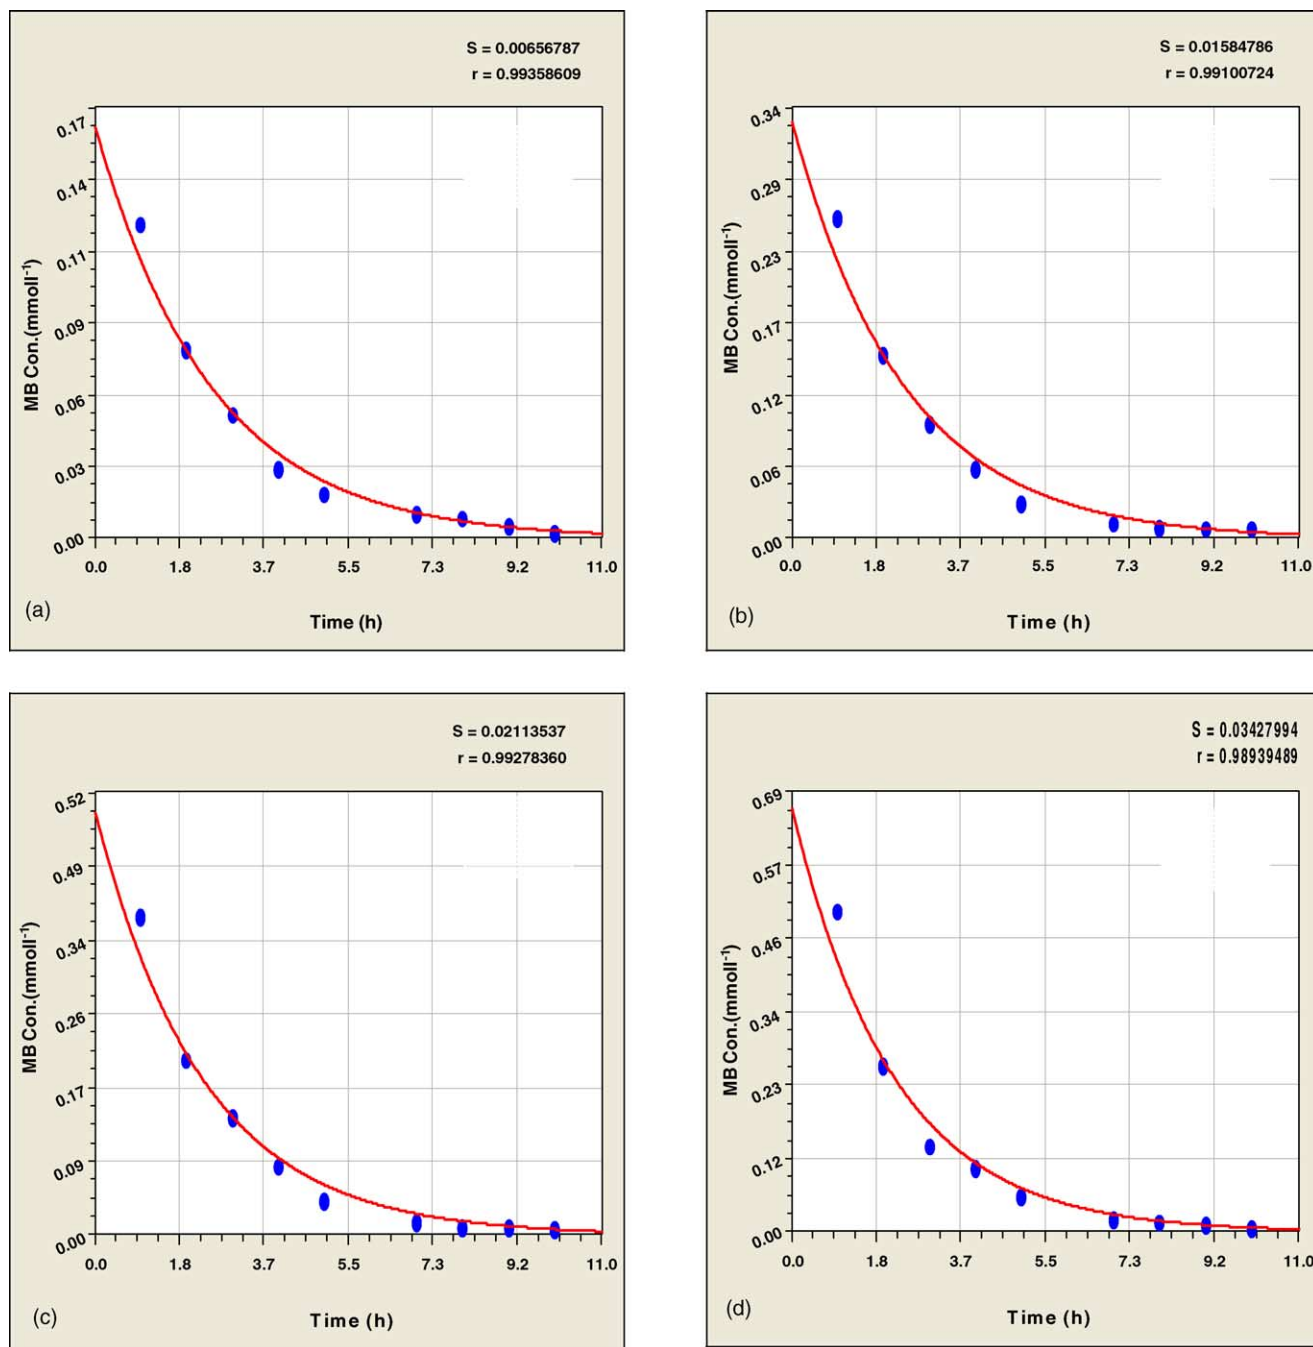 S = 0.00656787
r = 0.99358609
0.17
0.14
0.11
0.09
0.06
0.03
0.00
MB Con.(mmoll⁻¹)
0.0 1.8 3.7 5.5 7.3 9.2 11.0
Time (h)
(a)
S = 0.01584786
r = 0.99100724
0.34
0.29
0.23
0.17
0.12
0.06
0.00
MB Con.(mmoll⁻¹)
0.0 1.8 3.7 5.5 7.3 9.2 11.0
Time (h)
(b)
S = 0.02113537
r = 0.99278360
0.52
0.49
0.34
0.26
0.17
0.09
0.00
MB Con.(mmoll⁻¹)
0.0 1.8 3.7 5.5 7.3 9.2 11.0
Time (h)
(c)
S = 0.03427994
r = 0.98939489
0.69
0.57
0.46
0.34
0.23
0.12
0.00
MB Con.(mmoll⁻¹)
0.0 1.8 3.7 5.5 7.3 9.2 11.0
Time (h)
(d)